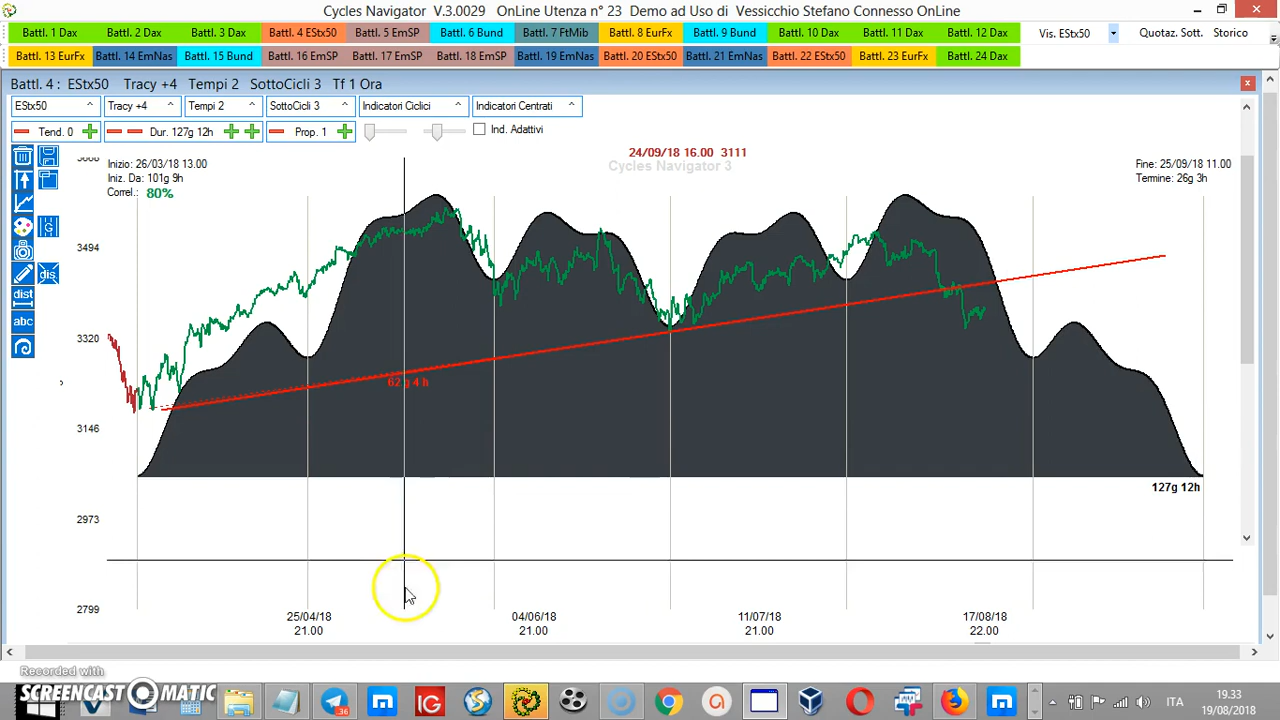 Cycles Navigator V.3.0029 OnLine Utenza n° 23 Demo ad Uso di Vessicchio Stefano Connesso OnLine
Battl. 1 Dax Battl. 2 Dax Battl. 3 Dax Battl. 4 EStx50 Battl. 5 EmSP Battl. 6 Bund Battl. 7 FtMib Battl. 8 EurFx Battl. 9 Bund Battl. 10 Dax Battl. 11 Dax Battl. 12 Dax Vis. EStx50 Quotaz. Sott. Storico
Battl. 13 EurFx Battl. 14 EmNas Battl. 15 Bund Battl. 16 EmSP Battl. 17 EmSP Battl. 18 EmSP Battl. 19 EmNas Battl. 20 EStx50 Battl. 21 EmNas Battl. 22 EStx50 Battl. 23 EurFx Battl. 24 Dax
Battl. 4 : EStx50 Tracy +4 Tempi 2 SottoCicli 3 Tf 1 Ora
EStx50 Tracy +4 Tempi 2 SottoCicli 3 Indicatori Ciclici Indicatori Centrati
Tend. 0 Dur. 127g 12h Prop. 1 Ind. Adattivi
24/09/18 16.00 3111
Cycles Navigator 3
Inizio: 26/03/18 13.00
Iniz. Da: 101g 9h
Correl.: 80%
Fine: 25/09/18 11.00
Termine: 26g 3h
G
dis
dist
abc
3494
3320
3146
2973
2799
62 g 4 h
127g 12h
25/04/18 04/06/18 11/07/18 17/08/18
21.00 21.00 21.00 22.00
Recorded with
SCREENCAST MATIC
36
IG
ITA
19.33
19/08/2018